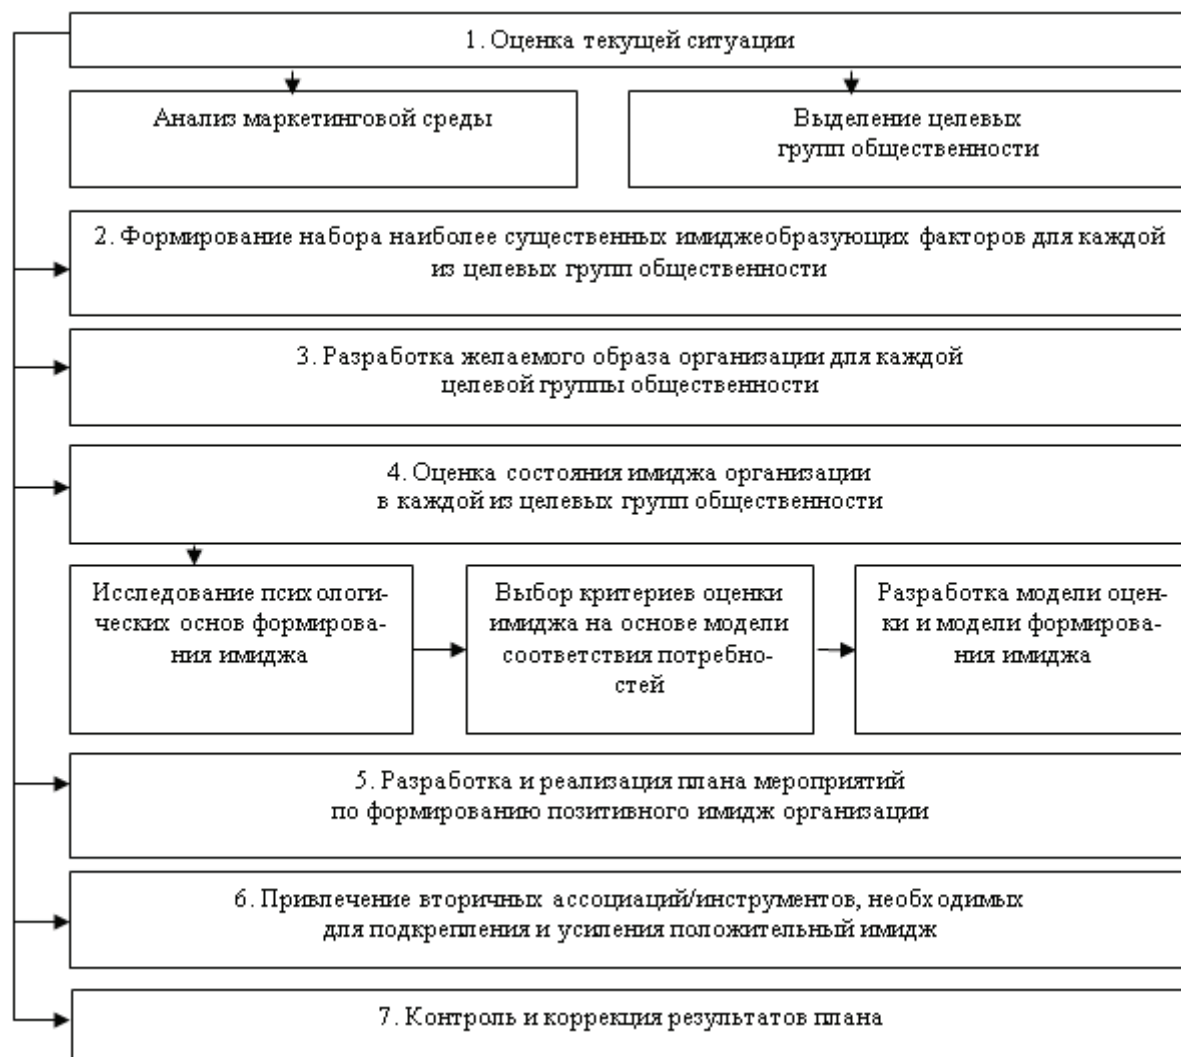 1. Оценка текущей ситуации
Анализ маркетинговой среды
Выделение целевых
групп общественности
2. Формирование набора наиболее существенных имиджеобразующих факторов для каждой
из целевых групп общественности
3. Разработка желаемого образа организации для каждой
целевой группы общественности
4. Оценка состояния имиджа организации
в каждой из целевых групп общественности
Исследование психологи-
ческих основ формирова-
ния имиджа
Выбор критериев оценки
имиджа на основе модели
соответствия потребно-
стей
Разработка модели оцен-
ки и модели формирова-
ния имиджа
5. Разработка и реализация плана мероприятий
по формированию позитивного имидж организации
6. Привлечение вторичных ассоциаций/инструментов, необходимых
для подкрепления и усиления положительный имидж
7. Контроль и коррекция результатов плана